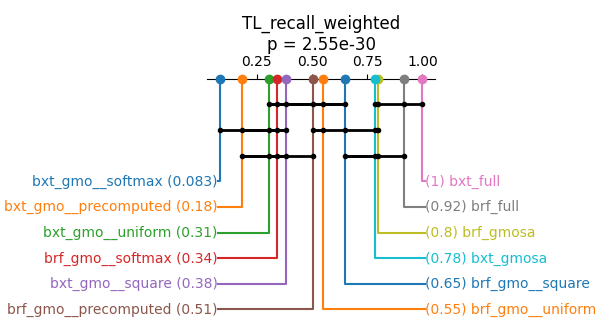 TL_recall_weighted
p = 2.55e-30
0.25 0.50 0.75 1.00
bxt_gmo__softmax (0.083) (1) bxt_full
bxt_gmo__precomputed (0.18) (0.92) brf_full
bxt_gmo__uniform (0.31) (0.8) brf_gmosa
brf_gmo__softmax (0.34) (0.78) bxt_gmosa
bxt_gmo__square (0.38) (0.65) brf_gmo__square
brf_gmo__precomputed (0.51) (0.55) brf_gmo__uniform